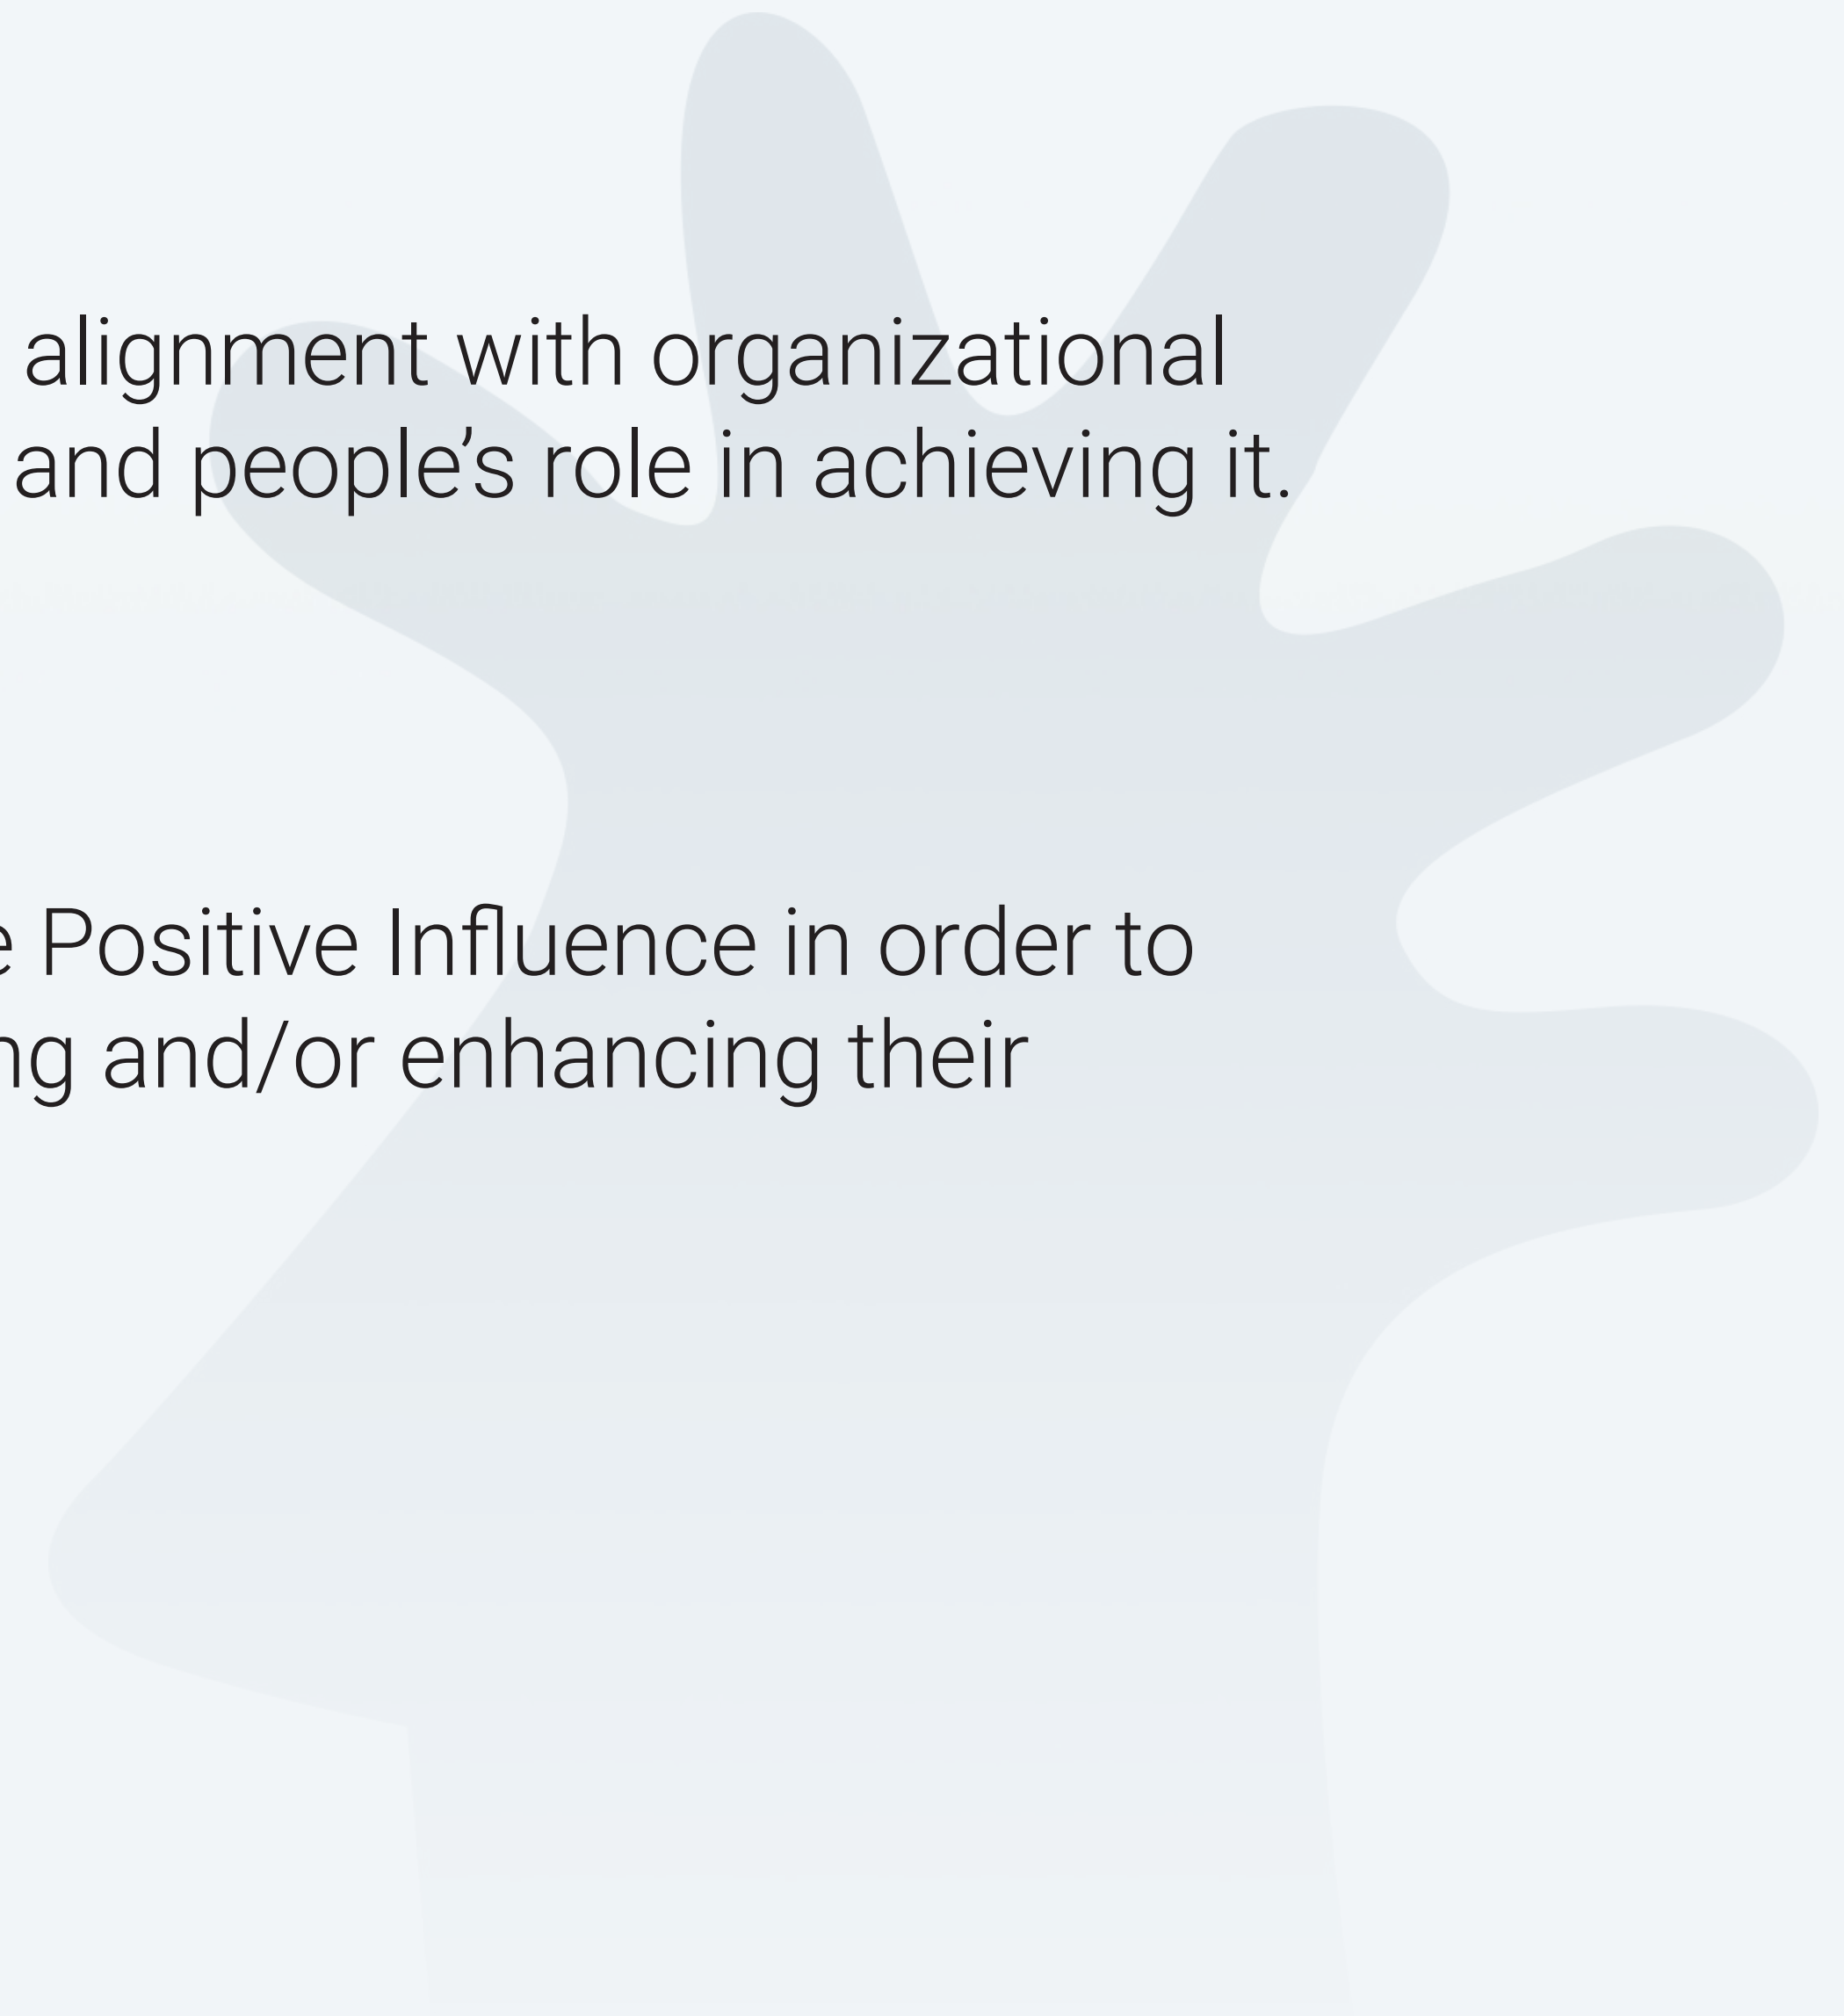 alignment with organizational
and people’s role in achieving it.
Positive Influence in order to
and/or enhancing their